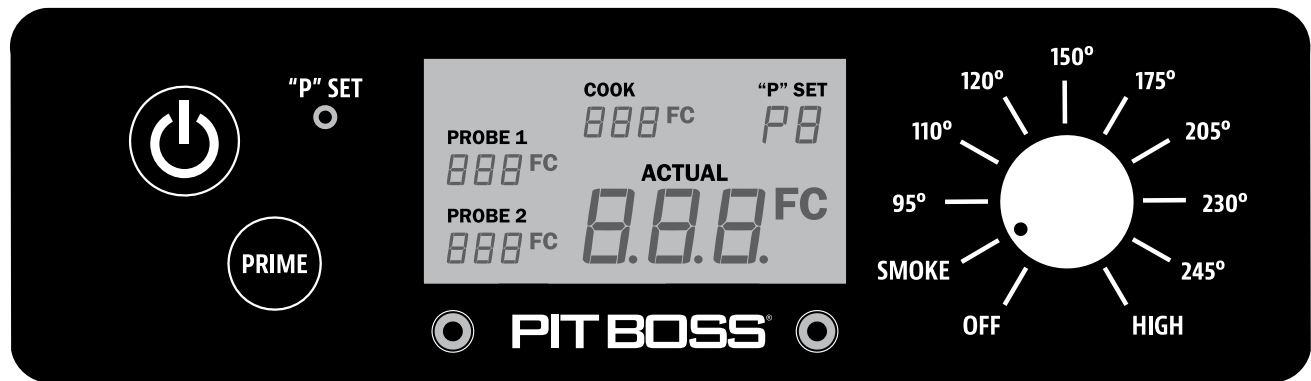 "P" SET
PRIME
COOK
888 FC
"P" SET
P8
PROBE 1
888 FC
PROBE 2
888 FC
ACTUAL
8.8.8. FC
PIT BOSS®
OFF
SMOKE
95º
110º
120º
150º
175º
205º
230º
245º
HIGH